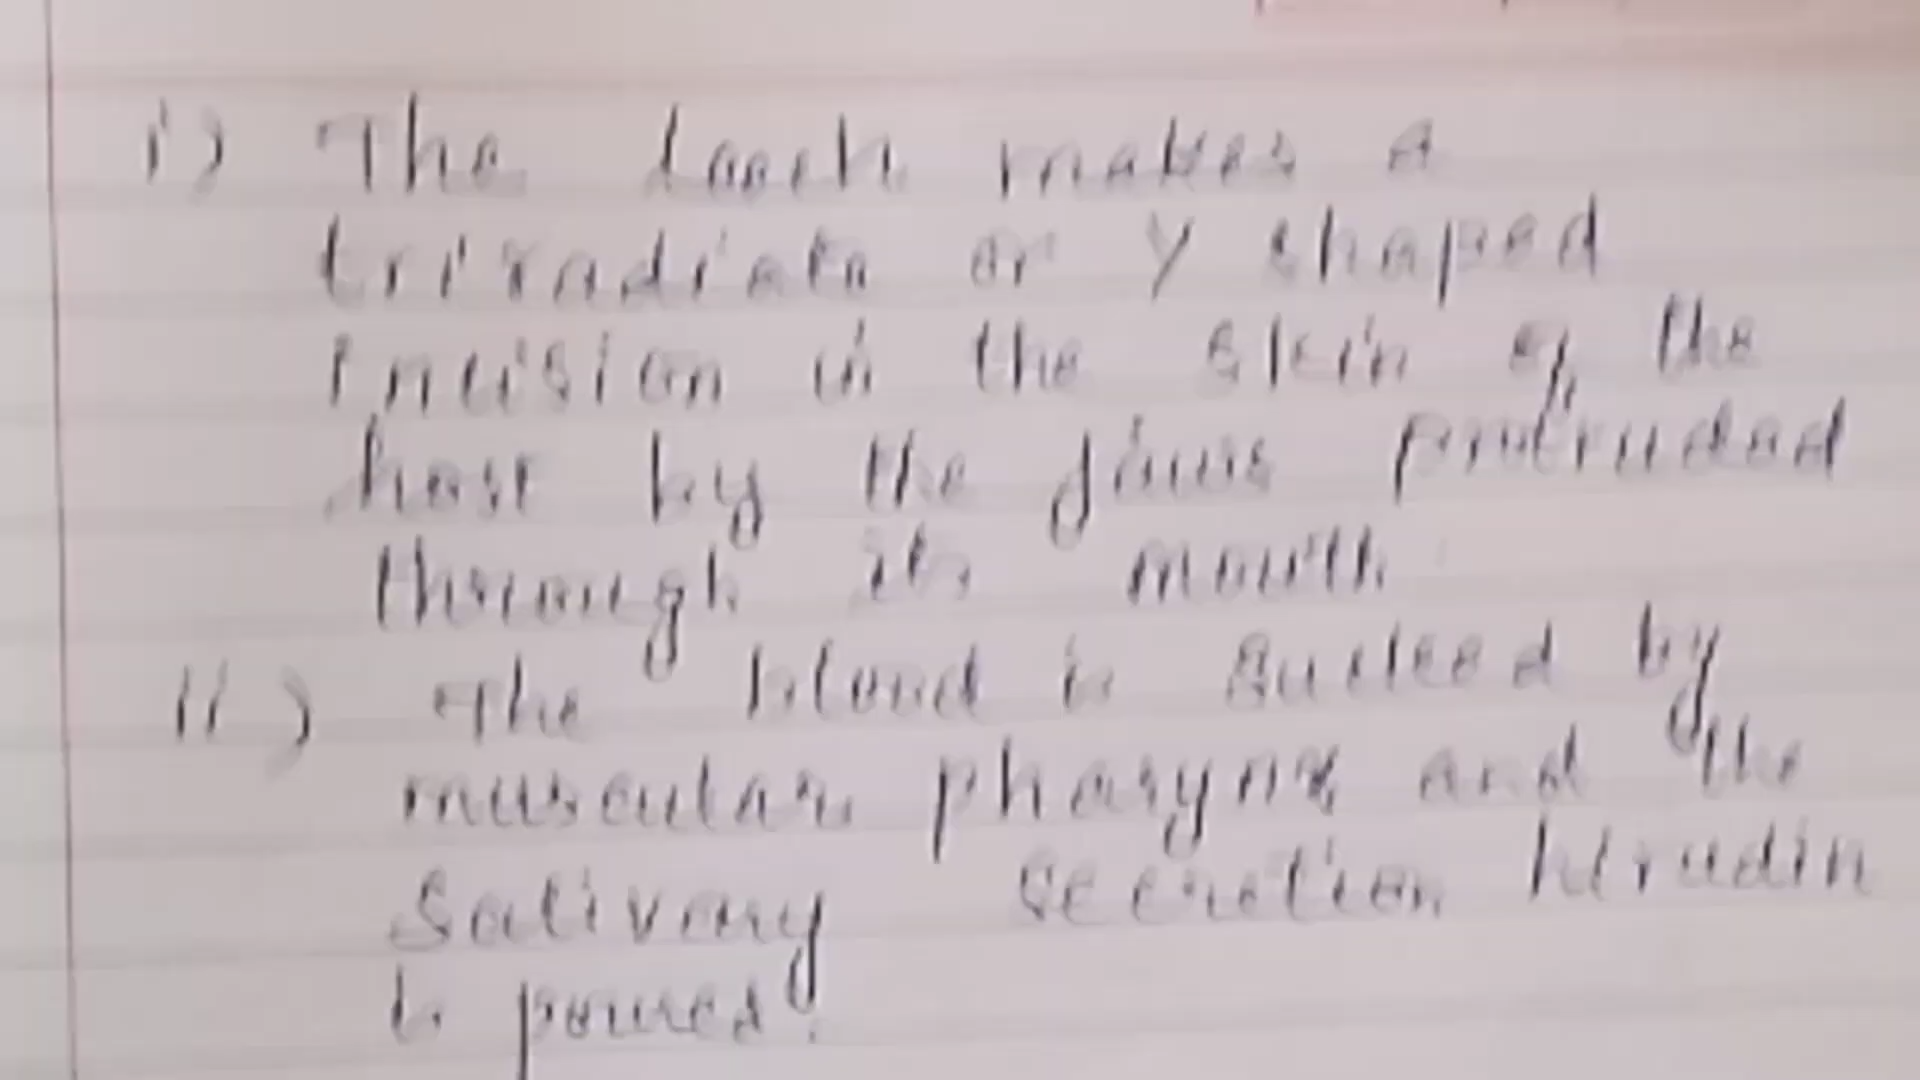 i) The Leech makes a
triradiate or Y shaped
incision in the skin of the
host by the jaws protruded
through its mouth
ii) The blood is sucked by
muscular pharynx and the
Salivary secretion hirudin
is poured.